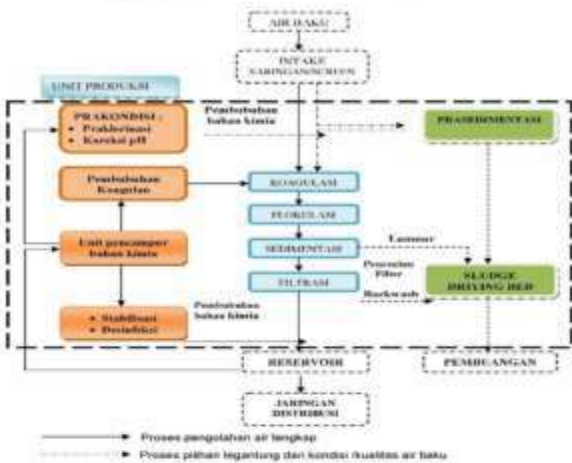 AIR BAKU
INTAKE
SARINGAN/SCREEN
UNIT PRODUKSI
PRAKONDISI :
• Praklorinasi
• Koreksi pH
Pembubuhan
bahan kimia
PRASEDIMENTASI
Pembubuhan
Koagulan
KOAGULASI
FLOKULASI
Unit pencampur
bahan kimia
SEDIMENTASI
Lumpur
FILTRASI
Pencucian
Filter
Backwash
SLUDGE
DRYING BED
• Stabilisasi
• Desinfeksi
Pembubuhan
bahan kimia
RESERVOIR
PEMBUANGAN
JARINGAN
DISTRIBUSI
Proses pengolahan air lengkap
Proses pilihan tegantung dari kondisi /kualitas air baku